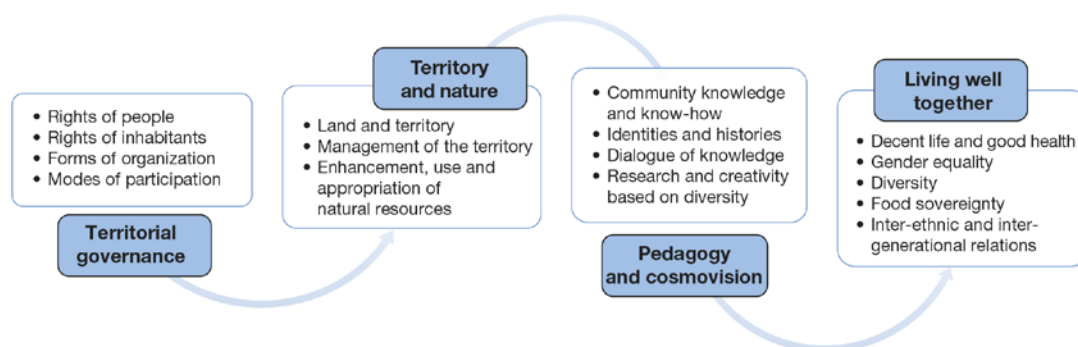 • Rights of people
• Rights of inhabitants
• Forms of organization
• Modes of participation
Territorial
governance
Territory
and nature
• Land and territory
• Management of the territory
• Enhancement, use and
appropriation of
natural resources
• Community knowledge
and know-how
• Identities and histories
• Dialogue of knowledge
• Research and creativity
based on diversity
Pedagogy
and cosmovision
Living well
together
• Decent life and good health
• Gender equality
• Diversity
• Food sovereignty
• Inter-ethnic and inter-
generational relations